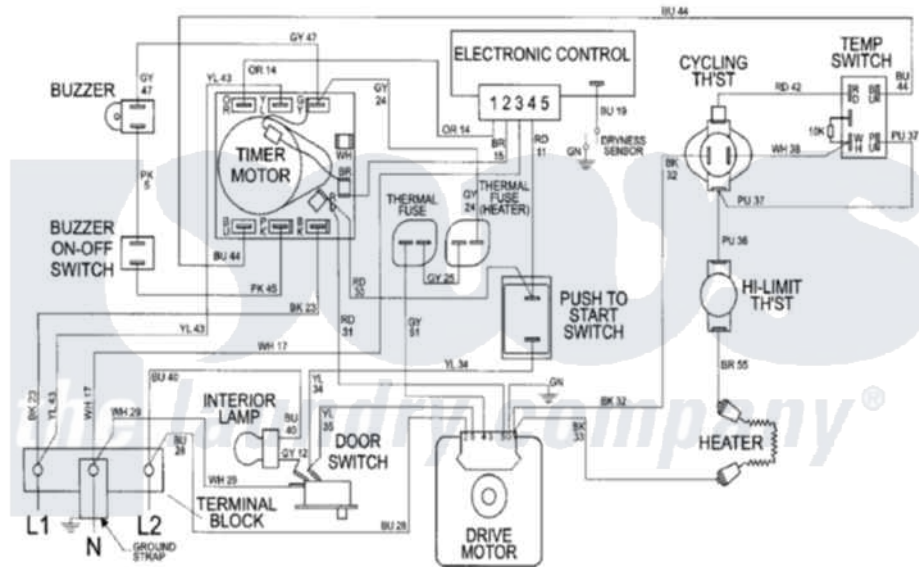 BU 44
GY 47
YL 43
OR 14
ELECTRONIC CONTROL
TEMP
SWITCH
CYCLING
TH'ST
BUZZER
GY
47
GY
24
RD 42
BU
44
1 2 3 4 5
OR 14
BU 19
DRYNESS
SENSOR
GN
10K
PU 37
TIMER
MOTOR
WH
BR
BR
15
RD
11
WH 38
BK
32
PK
5
THERMAL
FUSE
THERMAL
FUSE
(HEATER)
GY
24
GY 25
PU 37
BUZZER
ON-OFF
SWITCH
BU 44
PK 45
BK 23
RD
30
RD
31
GY
51
PUSH TO
START
SWITCH
PU 36
HI-LIMIT
TH'ST
YL 43
WH 17
YL 34
BU 40
GN
BR 55
BK 23
YL 43
WH 17
WH 29
BU
28
INTERIOR
LAMP
BU
40
GY 12
YL
34
YL
35
DOOR
SWITCH
BK 32
BK
33
HEATER
the laundry company®
WH 29
TERMINAL
BLOCK
BU 28
DRIVE
MOTOR
L1
N
L2
GROUND
STRAP